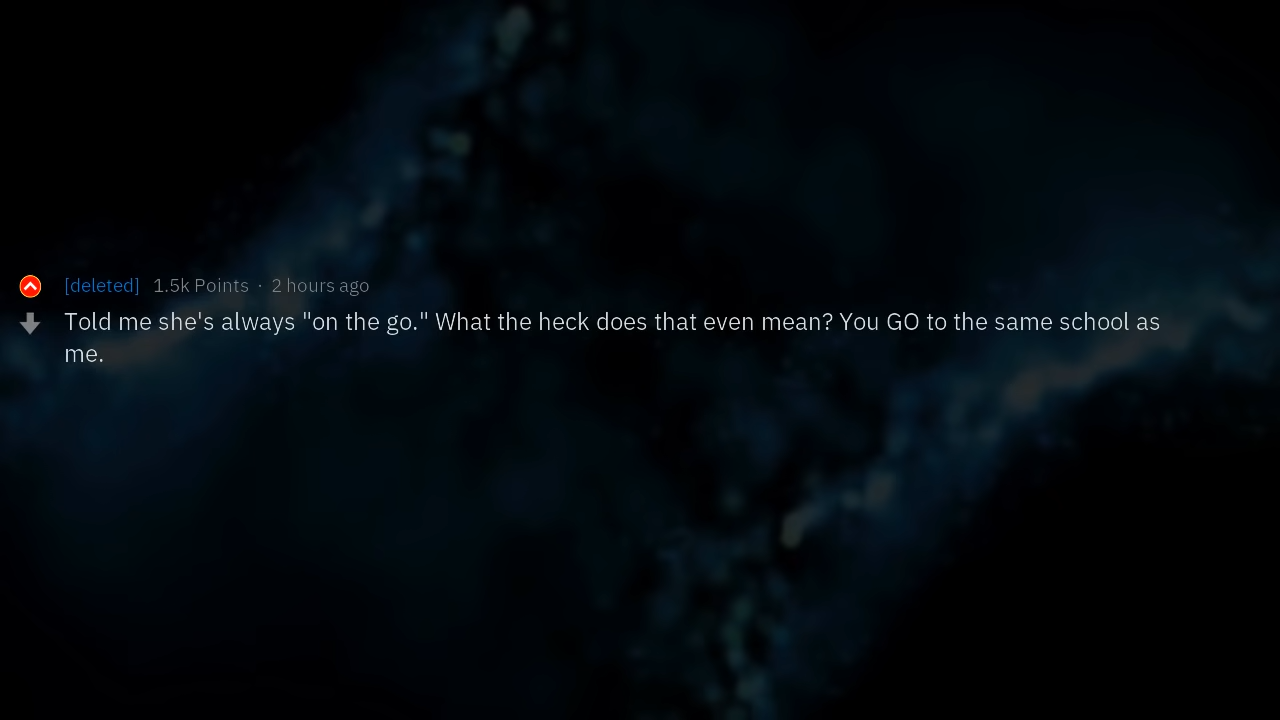 [deleted] 1.5k Points · 2 hours ago
Told me she's always "on the go." What the heck does that even mean? You GO to the same school as
me.